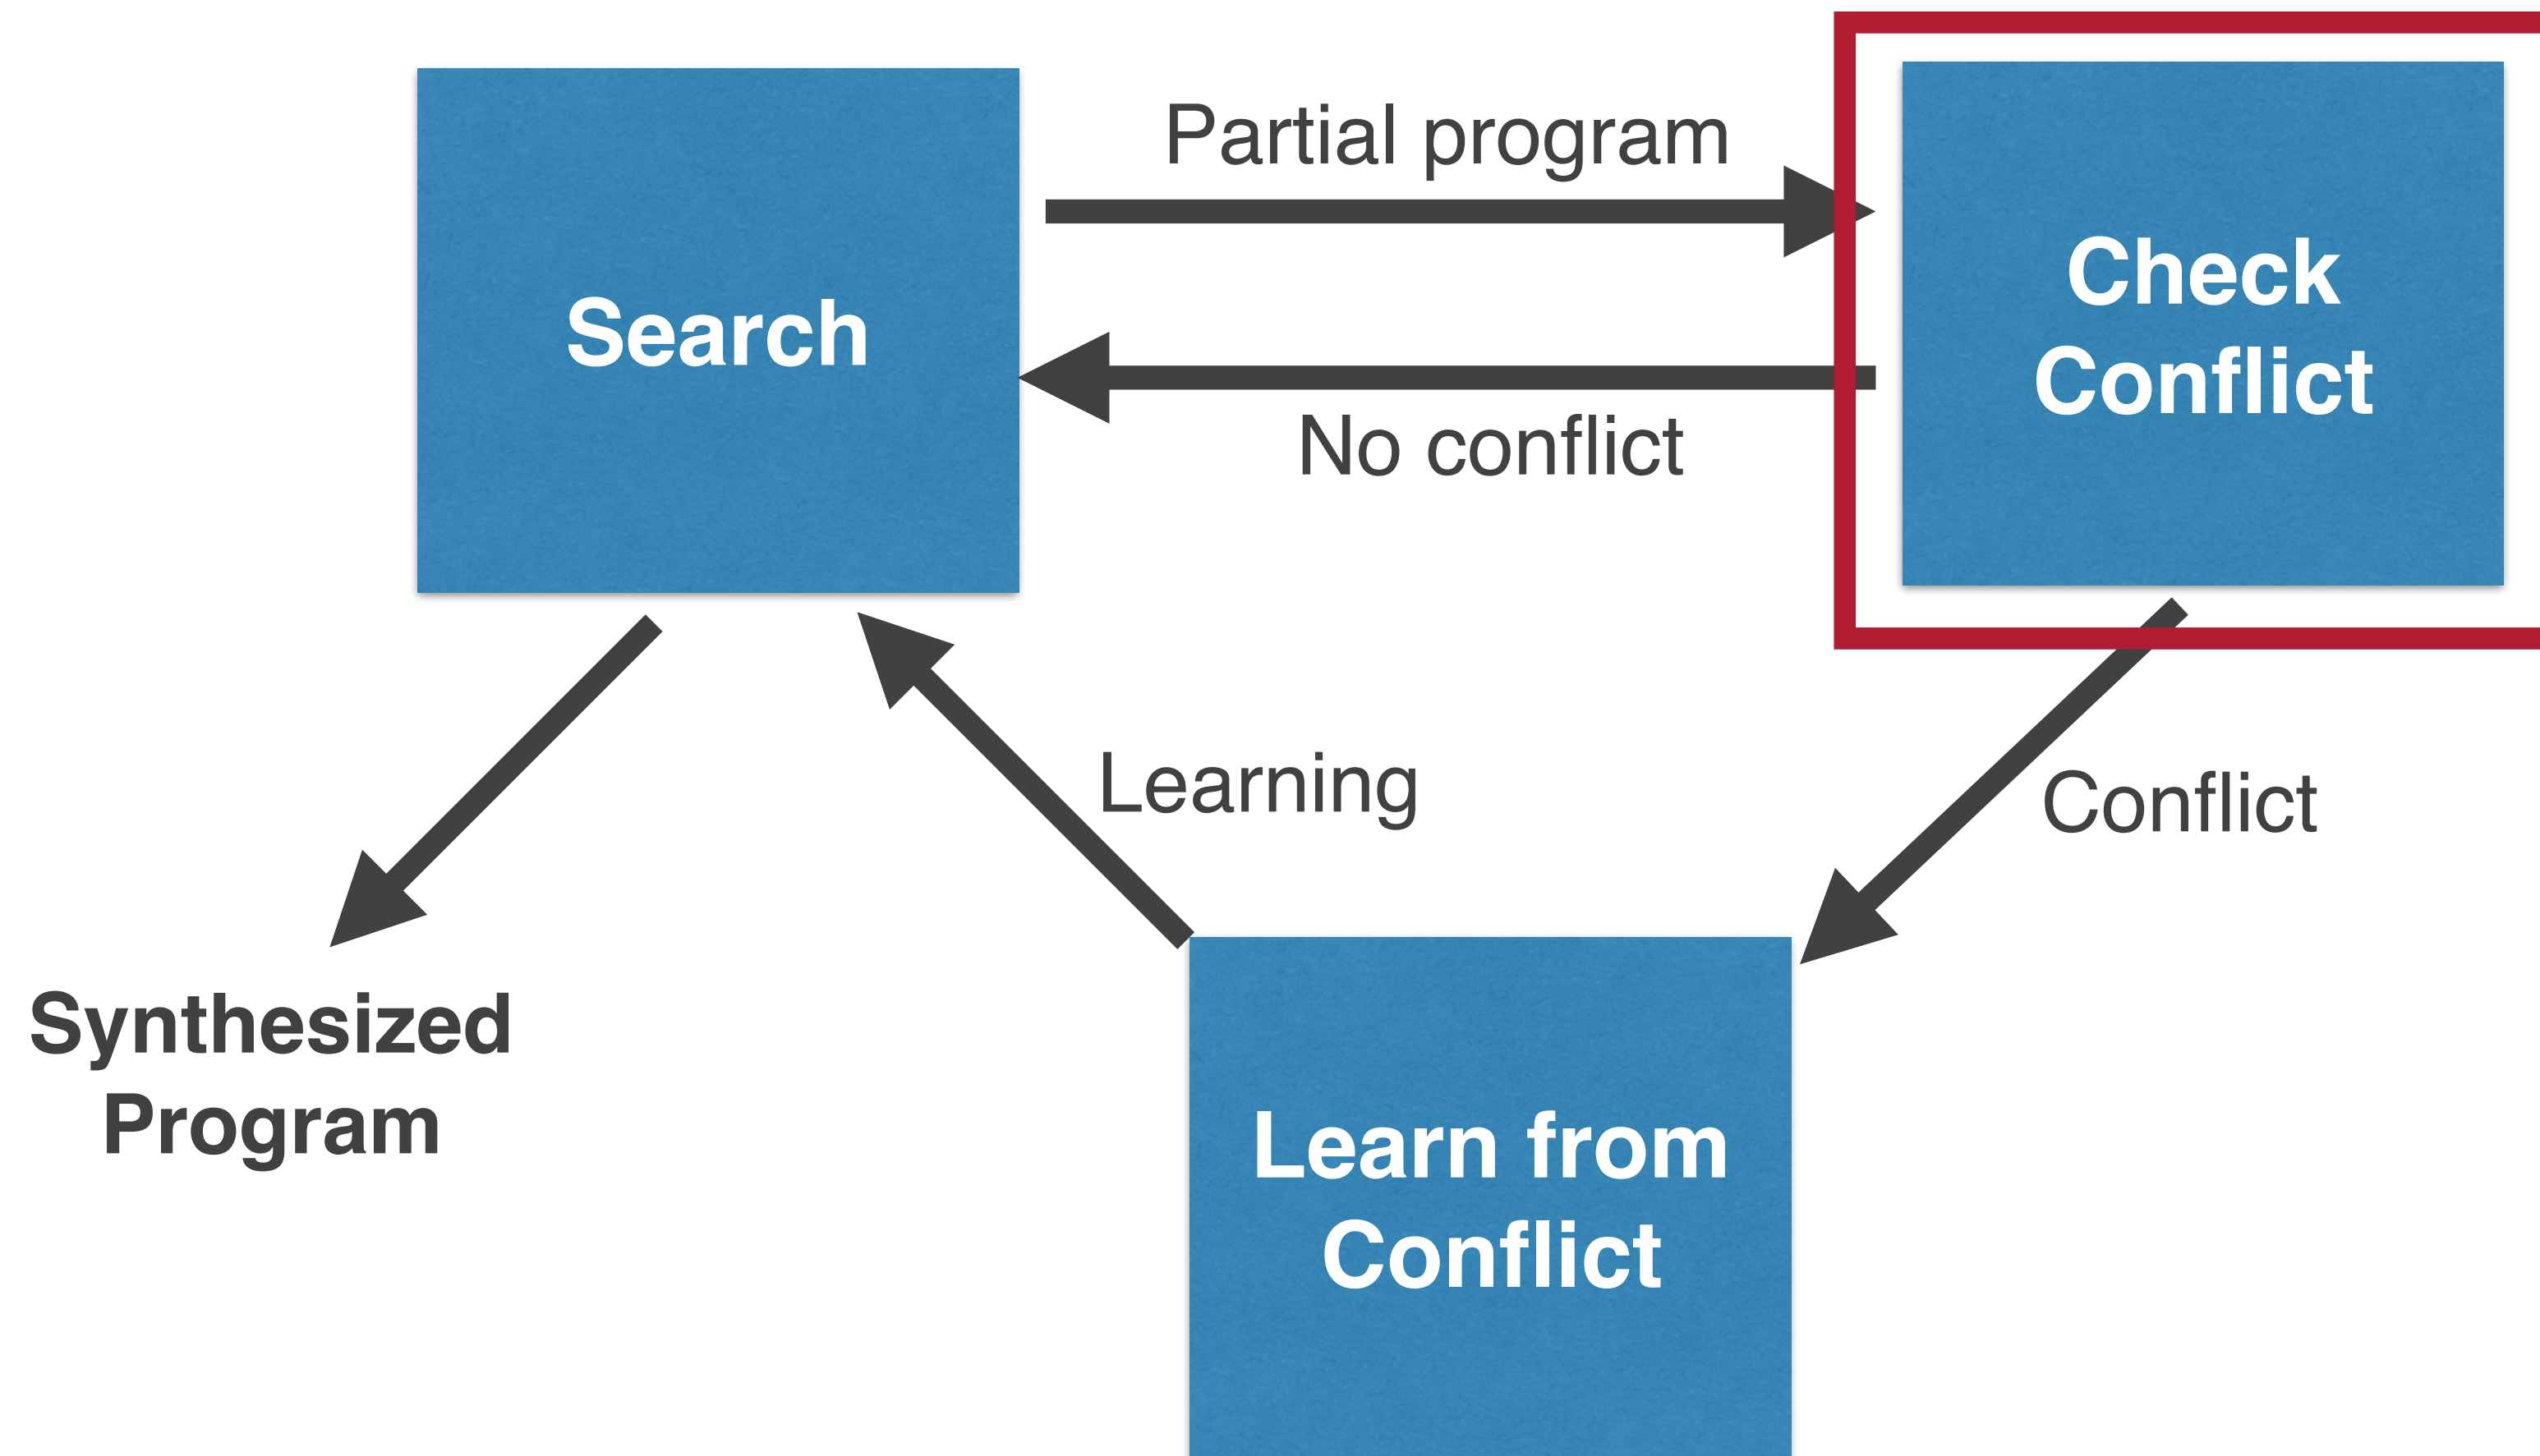 Partial program
Search
Check
Conflict
No conflict
Learning
Conflict
Synthesized
Program
Learn from
Conflict